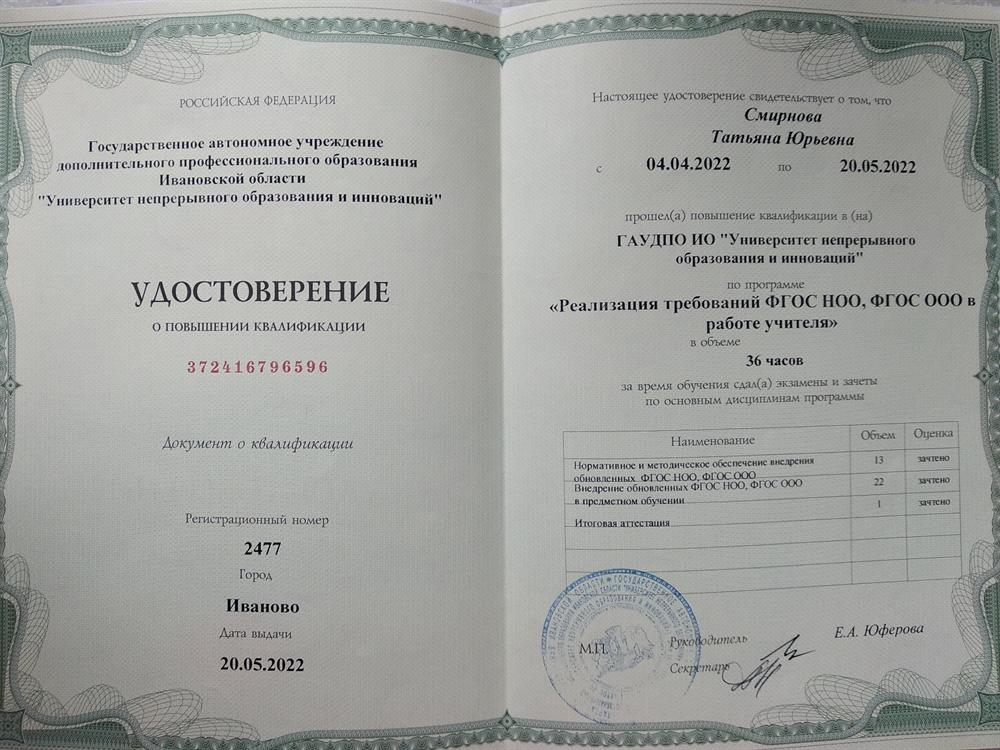 РОССИЙСКАЯ ФЕДЕРАЦИЯ
Государственное автономное учреждение
дополнительного профессионального образования
Ивановской области
"Университет непрерывного образования и инноваций"
УДОСТОВЕРЕНИЕ
О ПОВЫШЕНИИ КВАЛИФИКАЦИИ
372416796596
Документ о квалификации
Регистрационный номер
2477
Город
Иваново
Дата выдачи
20.05.2022
Настоящее удостоверение свидетельствует о том, что
Смирнова
Татьяна Юрьевна
с 04.04.2022 по 20.05.2022
прошел(а) повышение квалификации в (на)
ГАУДПО ИО "Университет непрерывного
образования и инноваций"
по программе
«Реализация требований ФГОС НОО, ФГОС ООО в
работе учителя»
в объеме
36 часов
за время обучения сдал(а) экзамены и зачеты
по основным дисциплинам программы
Наименование Объем Оценка
Нормативное и методическое обеспечение внедрения 13 зачтено
обновленных ФГОС НОО, ФГОС ООО
Внедрение обновленных ФГОС НОО, ФГОС ООО 22 зачтено
в предметном обучении 1 зачтено
Итоговая аттестация
М.П. Руководитель Е.А. Юферова
Секретарь